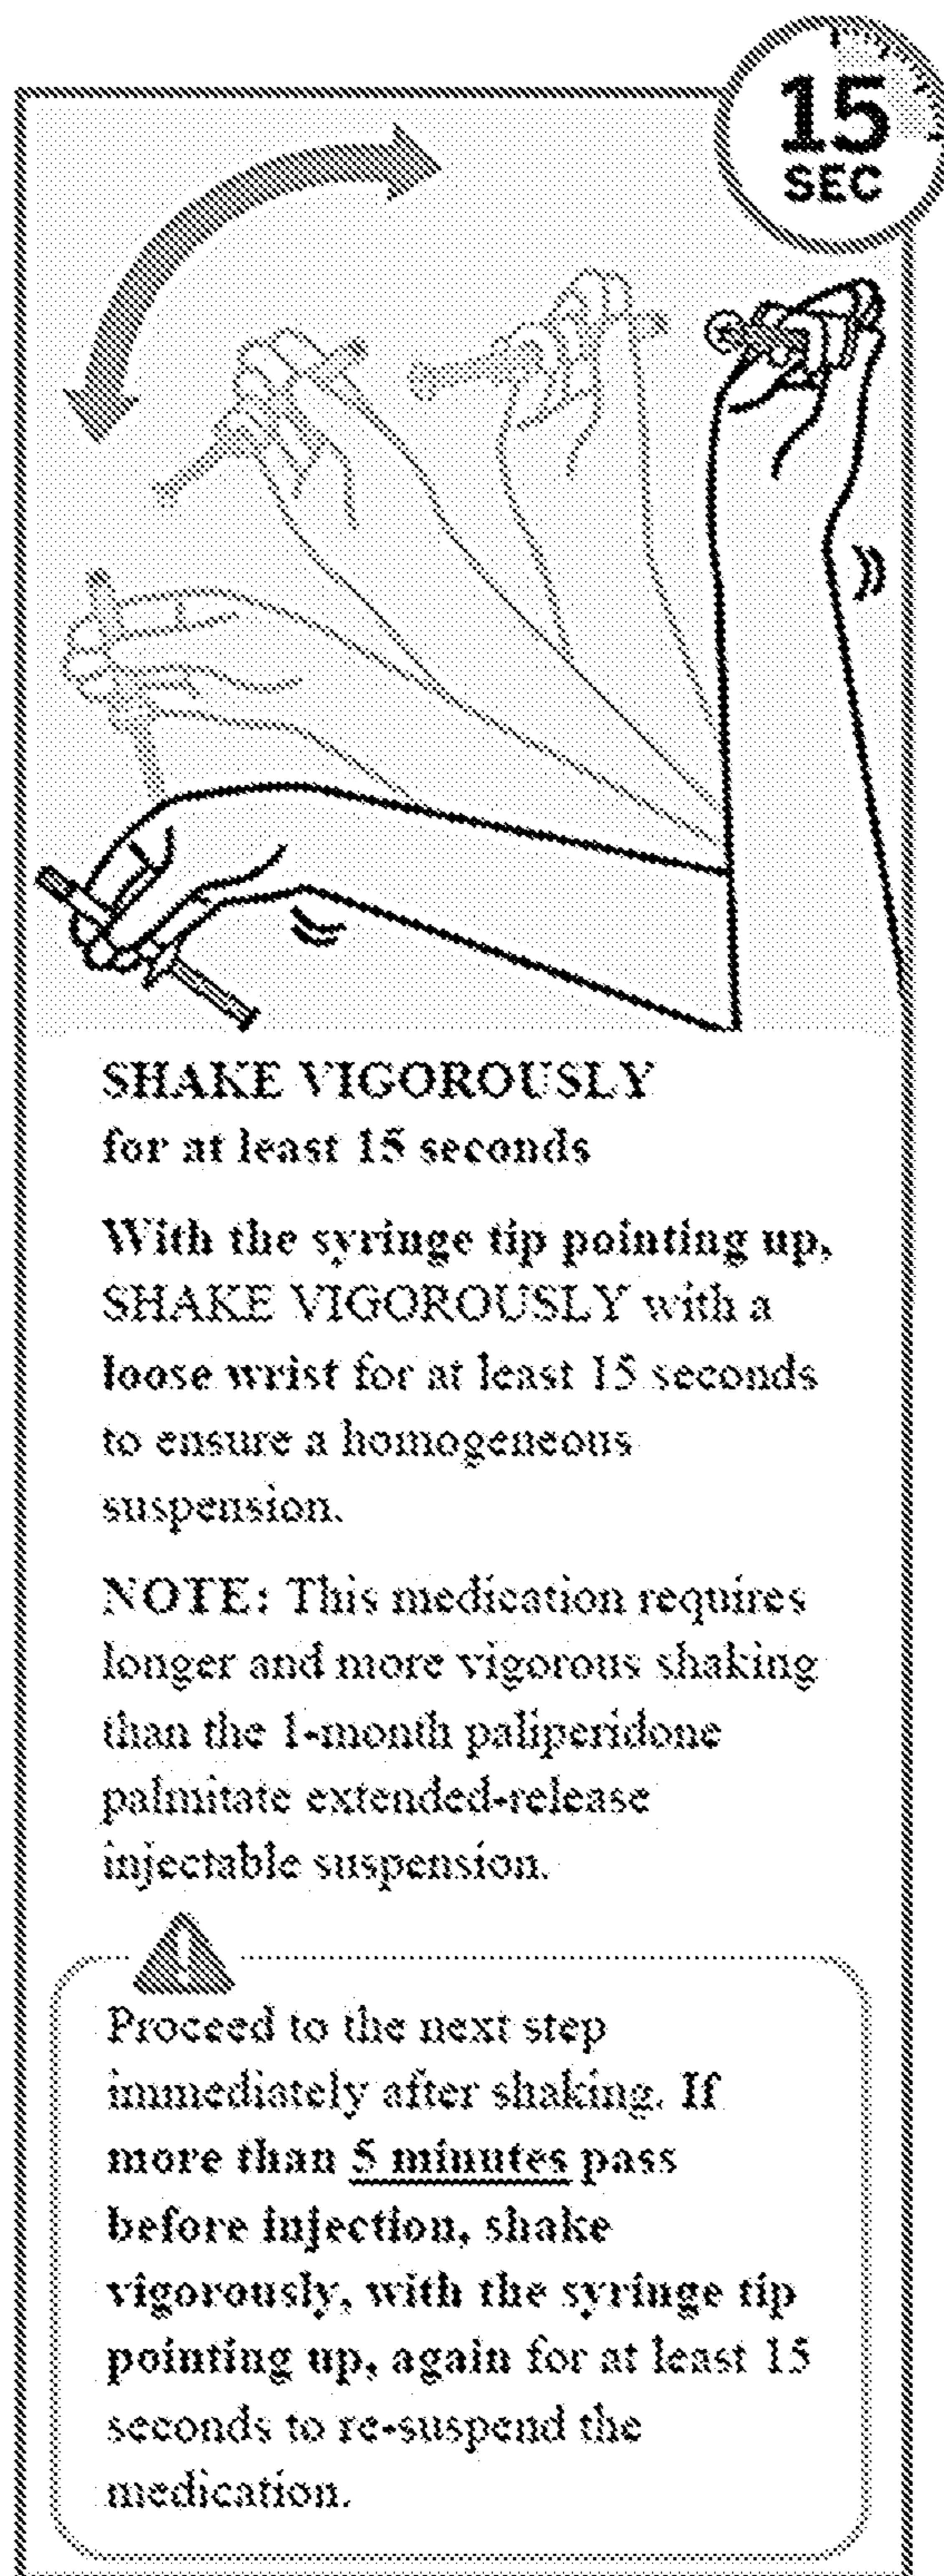 15
SEC
SHAKE VIGOROUSLY
for at least 15 seconds
With the syringe tip pointing up,
SHAKE VIGOROUSLY with a
loose wrist for at least 15 seconds
to ensure a homogeneous
suspension.
NOTE: This medication requires
longer and more vigorous shaking
than the 1-month paliperidone
palmitate extended-release
injectable suspension.
!
Proceed to the next step
immediately after shaking. If
more than 5 minutes pass
before injection, shake
vigorously, with the syringe tip
pointing up, again for at least 15
seconds to re-suspend the
medication.